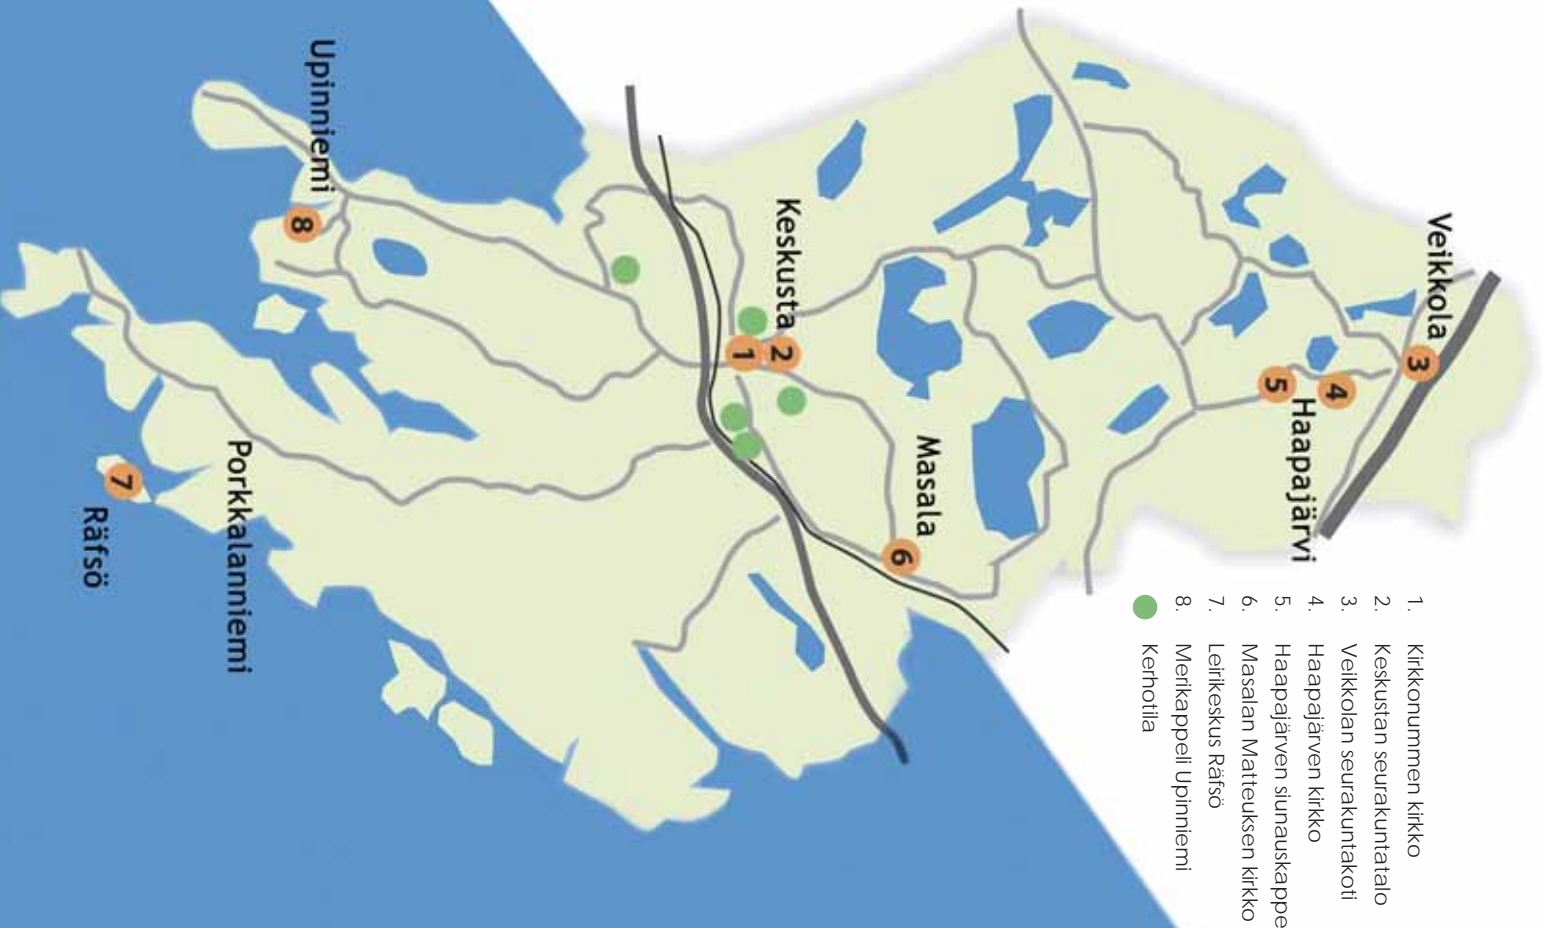 Veikkola
3
4
5
Haapajärvi
Masala
6
Keskusta
2
1
Upinniemi
8
Porkkalanniemi
7
Räfsö
1. Kirkkonummen kirkko
2. Keskustan seurakuntatalo
3. Veikkolan seurakuntakoti
4. Haapajärven kirkko
5. Haapajärven siunauskappe
6. Masalan Matteuksen kirkko
7. Leirikeskus Räfsö
8. Merikappeli Upinniemi
Kerhotila